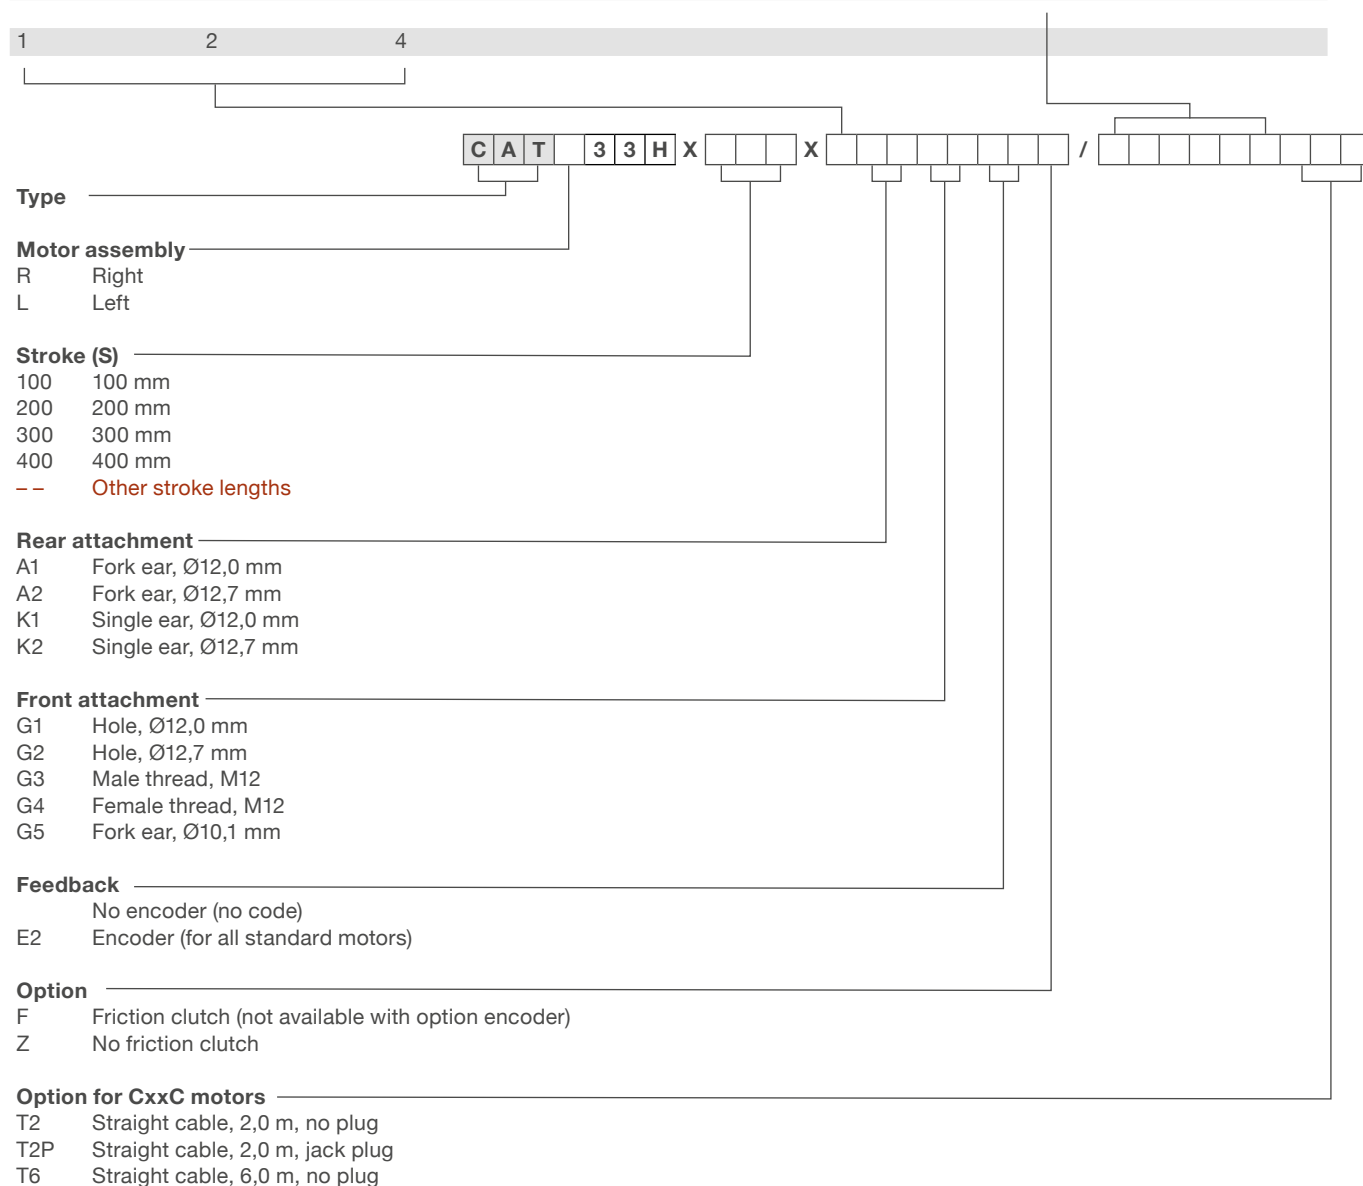 1 2 4
C A T 3 3 H X X /
Type
Motor assembly
R Right
L Left
Stroke (S)
100 100 mm
200 200 mm
300 300 mm
400 400 mm
– – Other stroke lengths
Rear attachment
A1 Fork ear, Ø12,0 mm
A2 Fork ear, Ø12,7 mm
K1 Single ear, Ø12,0 mm
K2 Single ear, Ø12,7 mm
Front attachment
G1 Hole, Ø12,0 mm
G2 Hole, Ø12,7 mm
G3 Male thread, M12
G4 Female thread, M12
G5 Fork ear, Ø10,1 mm
Feedback
No encoder (no code)
E2 Encoder (for all standard motors)
Option
F Friction clutch (not available with option encoder)
Z No friction clutch
Option for CxxC motors
T2 Straight cable, 2,0 m, no plug
T2P Straight cable, 2,0 m, jack plug
T6 Straight cable, 6,0 m, no plug